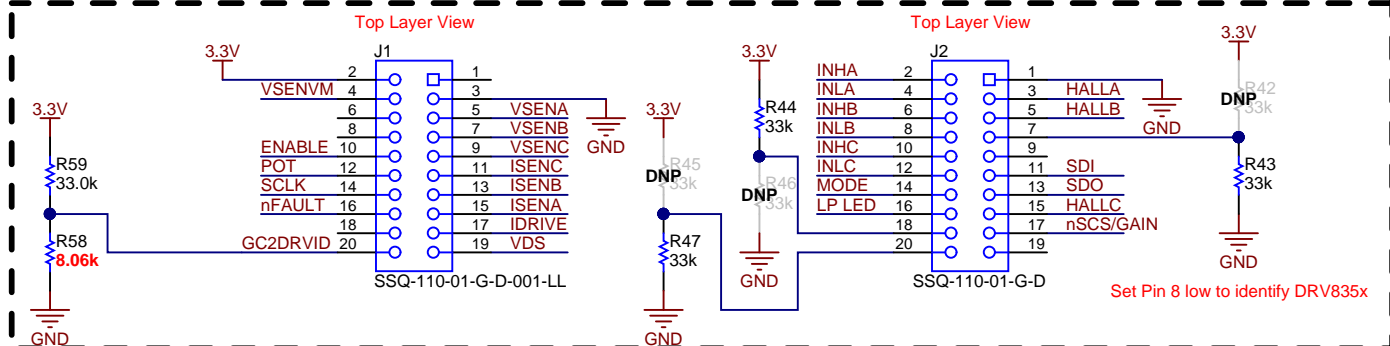 Top Layer View
Top Layer View
3.3V
J1
2
1
VSENVM
4
3
6
5
VSENA
8
7
VSENB
ENABLE
10
9
VSENC
POT
12
11
ISENC
SCLK
14
13
ISENB
nFAULT
16
15
ISENA
18
17
IDRIVE
GC2DRVID
20
19
VDS
SSQ-110-01-G-D-001-LL
GND
3.3V
R59
33.0k
R58
8.06k
GND
3.3V
R45
33k
DNP
R47
33k
GND
3.3V
R44
33k
R46
33k
DNP
GND
J2
INHA
2
1
INLA
4
3
HALLA
INHB
6
5
HALLB
INLB
8
7
INHC
10
9
INLC
12
11
SDI
MODE
14
13
SDO
LP LED
16
15
HALLC
18
17
nSCS/GAIN
20
19
SSQ-110-01-G-D
GND
3.3V
R42
33k
DNP
R43
33k
GND
Set Pin 8 low to identify DRV835x